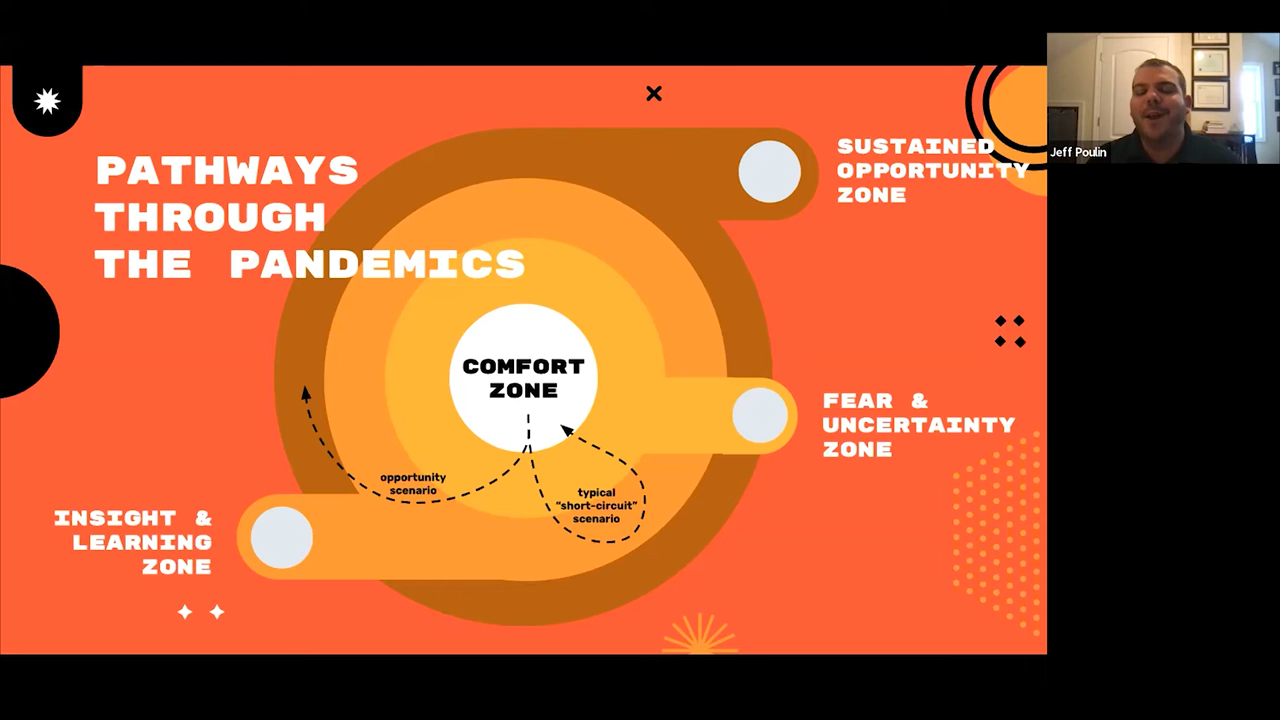 PATHWAYS
THROUGH
THE PANDEMICS
SUSTAINED
OPPORTUNITY
ZONE
Jeff Poulin
COMFORT
ZONE
FEAR &
UNCERTAINTY
ZONE
opportunity
scenario
typical
"short-circuit"
scenario
INSIGHT &
LEARNING
ZONE